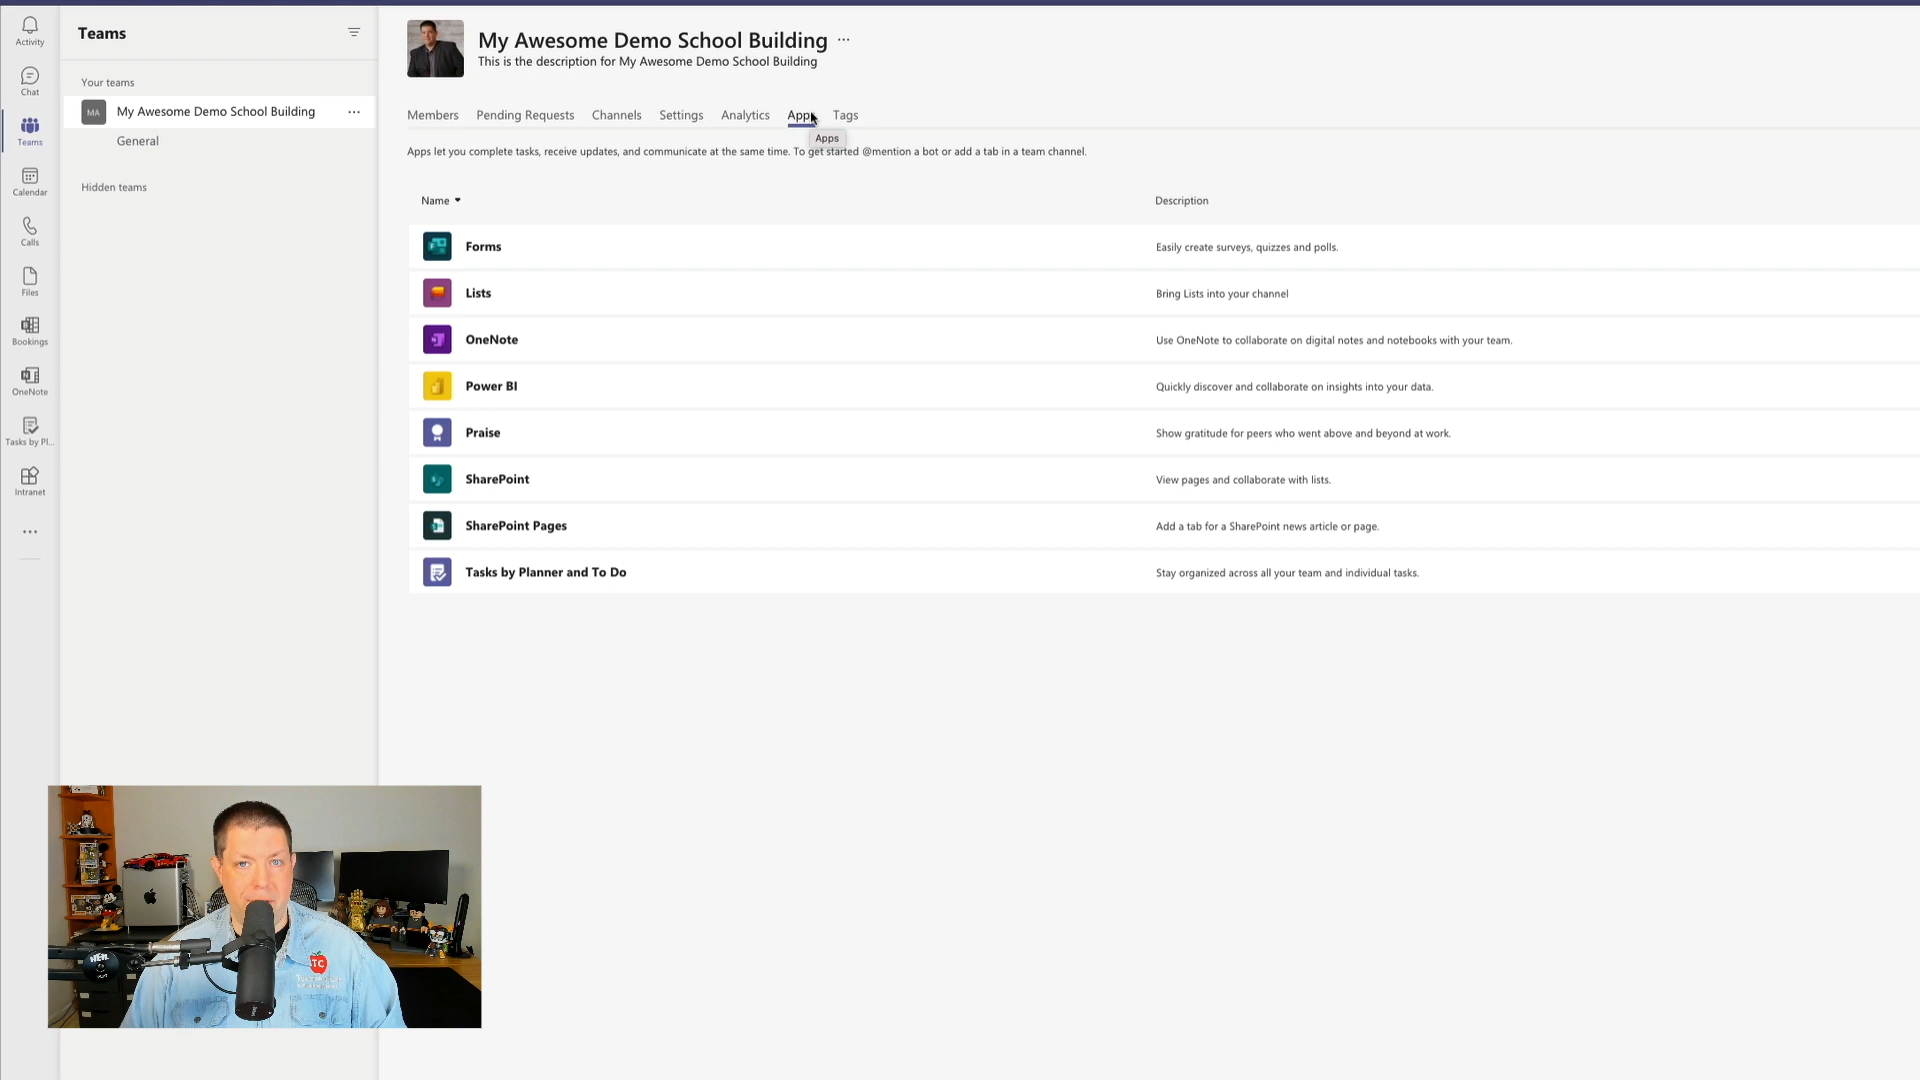 Activity
Chat
Teams
Calendar
Calls
Files
Bookings
OneNote
Tasks by Pl...
Intranet
Teams
Your teams
MA My Awesome Demo School Building
General
Hidden teams
My Awesome Demo School Building
This is the description for My Awesome Demo School Building
Members Pending Requests Channels Settings Analytics Apps Tags
Apps
Apps let you complete tasks, receive updates, and communicate at the same time. To get started @mention a bot or add a tab in a team channel.
Name Description
Forms Easily create surveys, quizzes and polls.
Lists Bring Lists into your channel
OneNote Use OneNote to collaborate on digital notes and notebooks with your team.
Power BI Quickly discover and collaborate on insights into your data.
Praise Show gratitude for peers who went above and beyond at work.
SharePoint View pages and collaborate with lists.
SharePoint Pages Add a tab for a SharePoint news article or page.
Tasks by Planner and To Do Stay organized across all your team and individual tasks.
TC